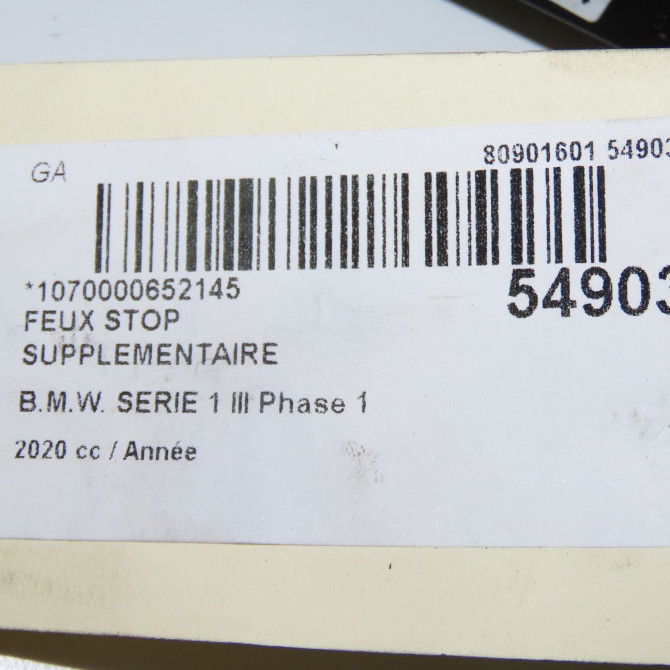 GA
80901601 54903
*1070000652145
54903
FEUX STOP
SUPPLEMENTAIRE
B.M.W. SERIE 1 III Phase 1
2020 cc / Année